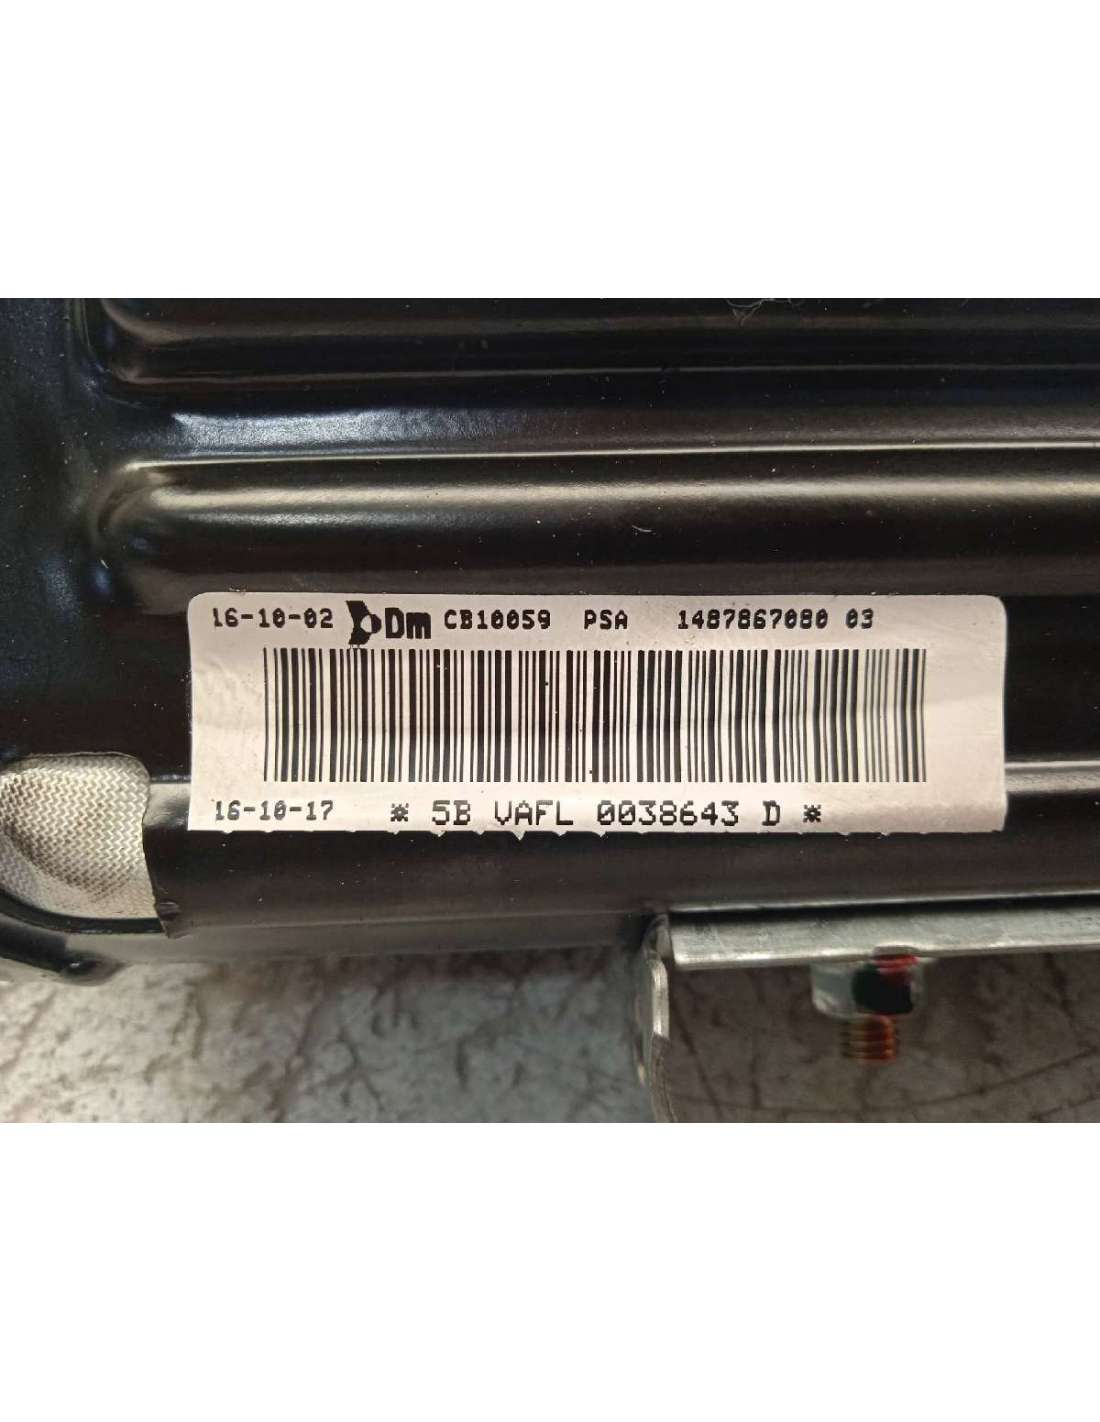 16-10-02 Dm CB10059 PSA 1487867080 03
16-10-17 * 5B VAFL 0038643 D *